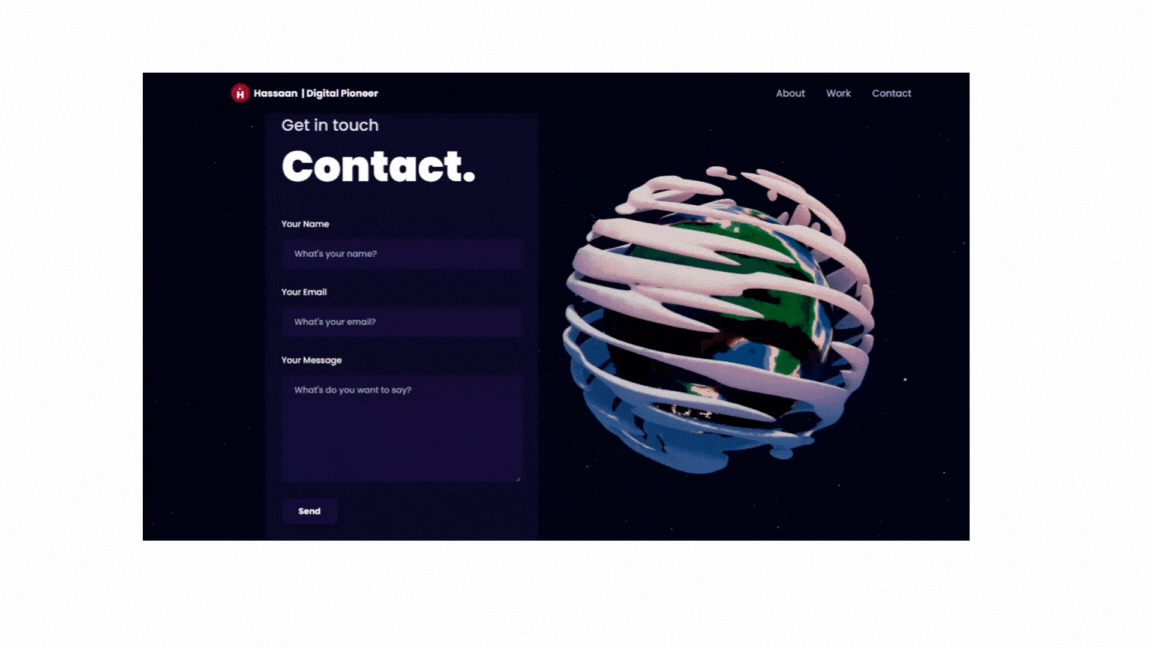 H Hassaan | Digital Pioneer About Work Contact
Get in touch
Contact.
Your Name
What's your name?
Your Email
What's your email?
Your Message
What's do you want to say?
Send